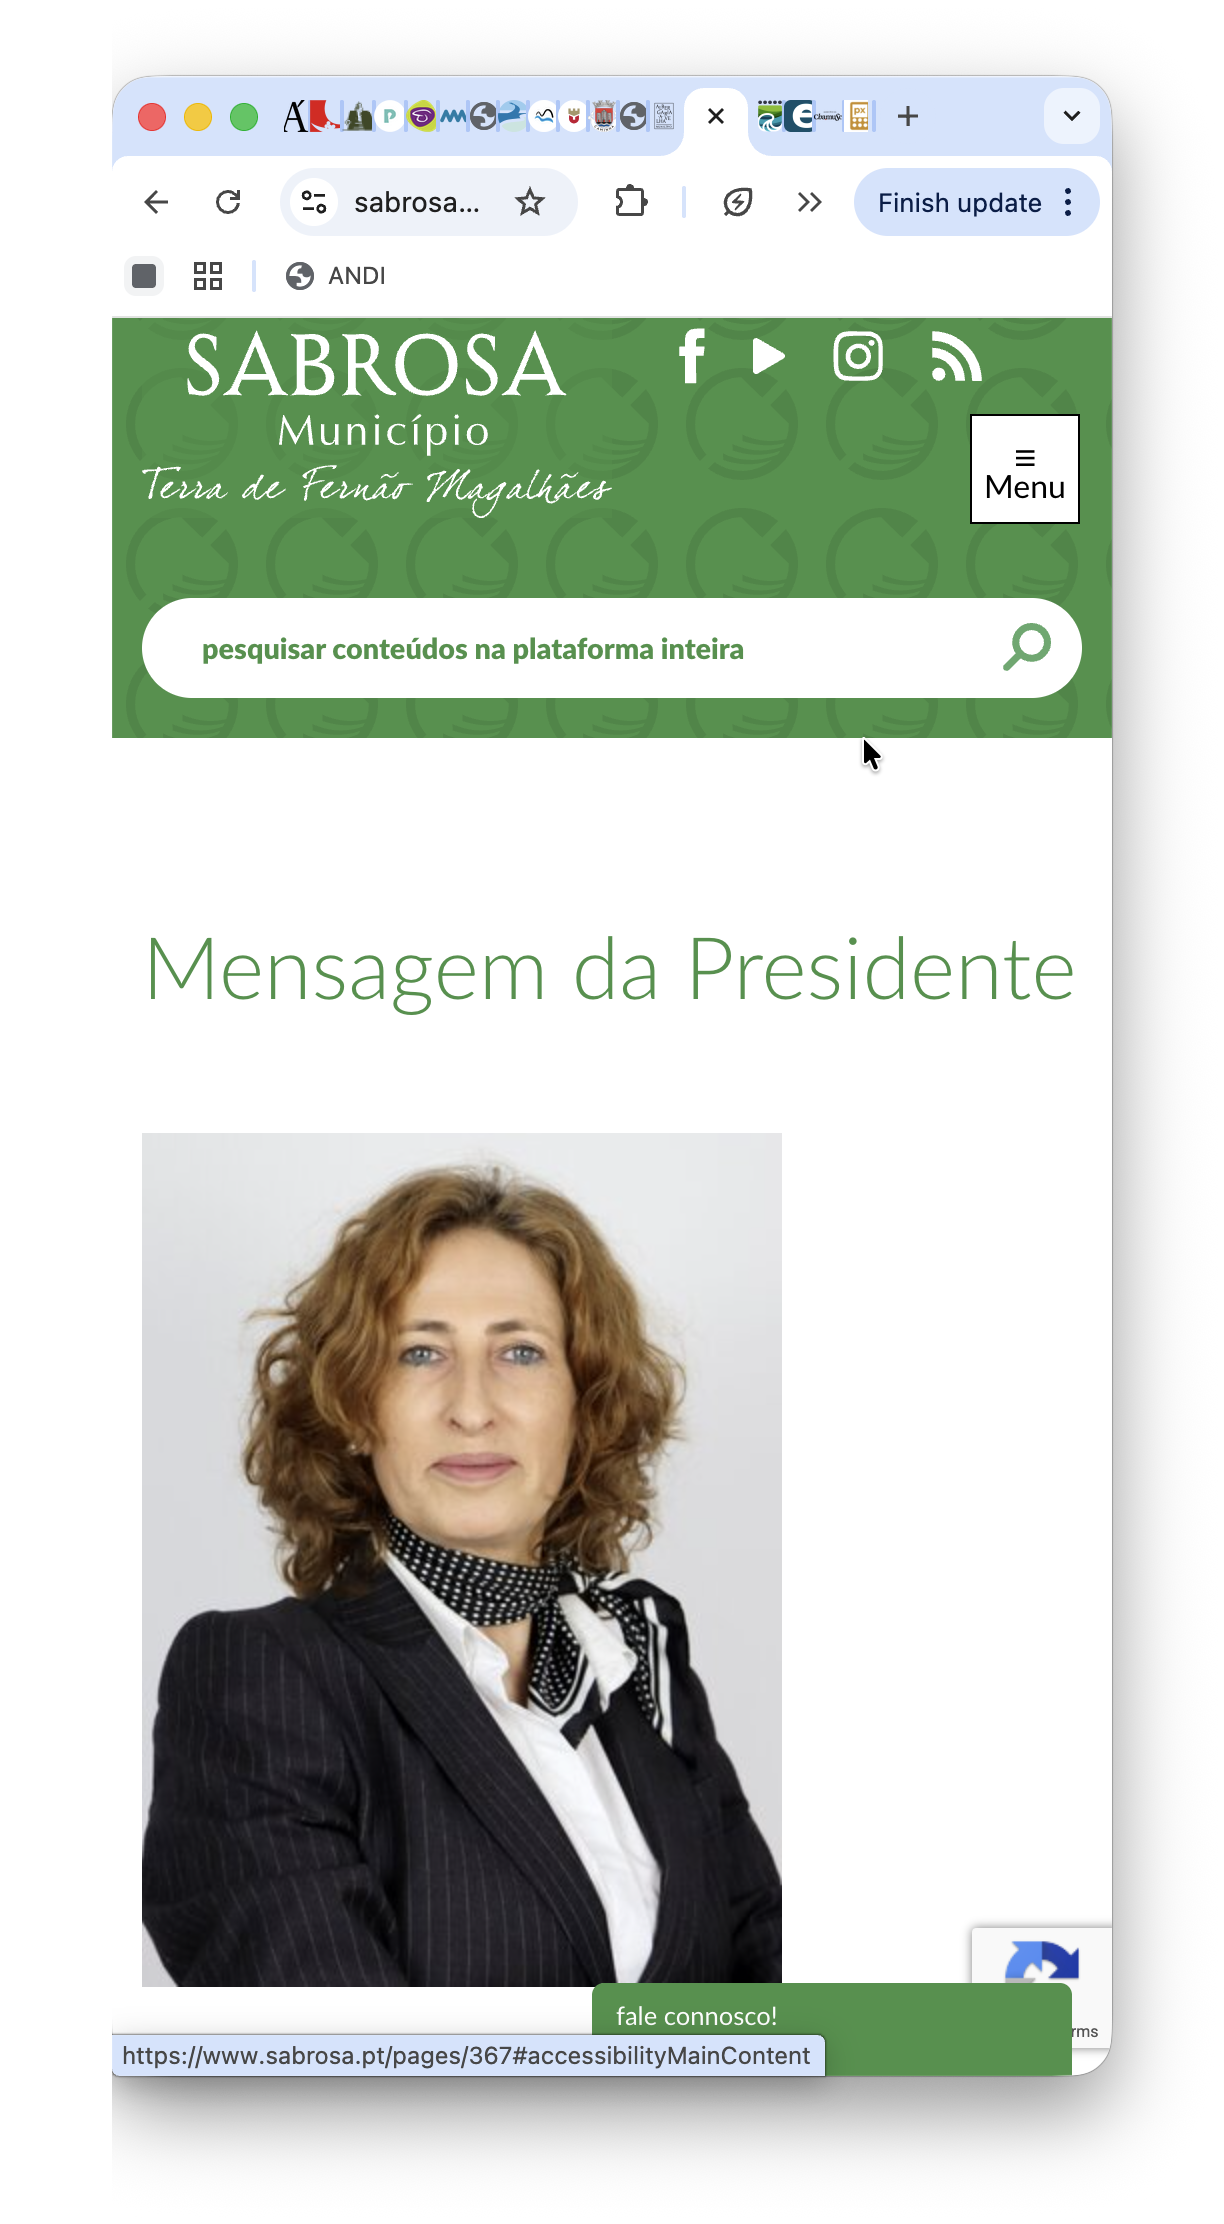 sabrosa...
Finish update
ANDI
SABROSA
Município
Terra de Fernão Magalhães
Menu
pesquisar conteúdos na plataforma inteira
Mensagem da Presidente
fale connosco!
rms
https://www.sabrosa.pt/pages/367#accessibilityMainContent